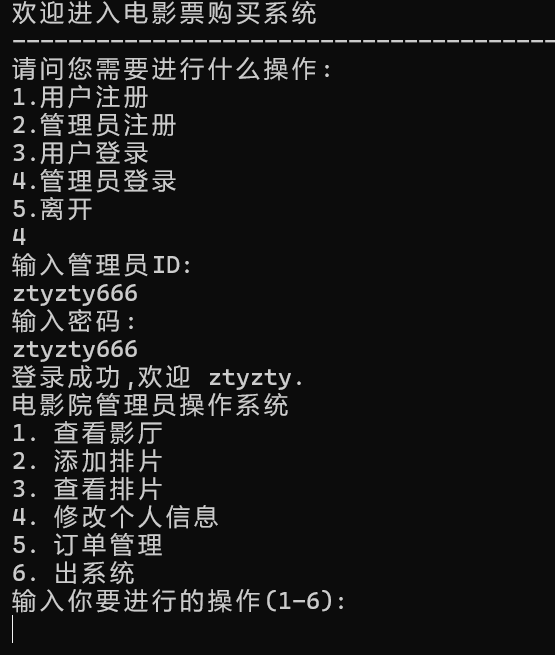 欢迎进入电影票购买系统
----------------------------------------
请问您需要进行什么操作:
1.用户注册
2.管理员注册
3.用户登录
4.管理员登录
5.离开
4
输入管理员ID:
ztyzty666
输入密码:
ztyzty666
登录成功,欢迎 ztyzty.
电影院管理员操作系统
1. 查看影厅
2. 添加排片
3. 查看排片
4. 修改个人信息
5. 订单管理
6. 出系统
输入你要进行的操作(1-6):